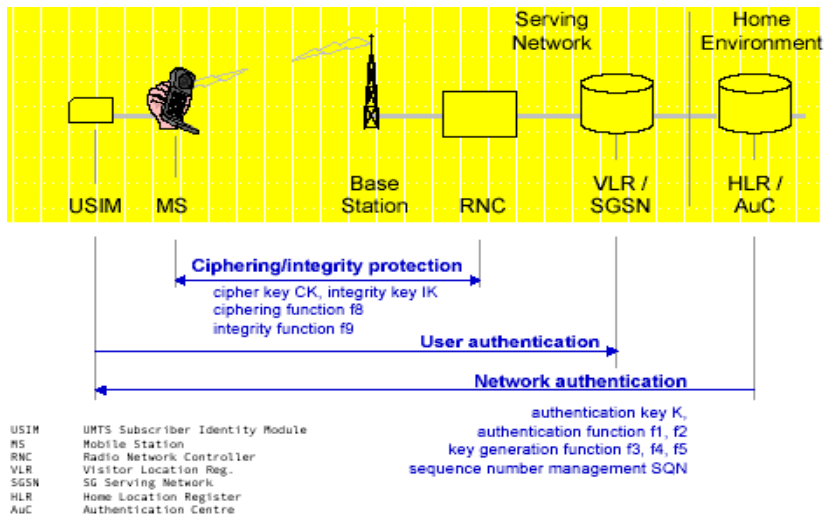 Serving Network
Home Environment
USIM
MS
Base Station
RNC
VLR / SGSN
HLR / AuC
Ciphering/integrity protection
cipher key CK, integrity key IK
ciphering function f8
integrity function f9
User authentication
Network authentication
authentication key K,
authentication function f1, f2
key generation function f3, f4, f5
sequence number management SQN
USIM UMTS Subscriber Identity Module
MS Mobile Station
RNC Radio Network Controller
VLR Visitor Location Reg.
SGSN SG Serving Network
HLR Home Location Register
AuC Authentication Centre